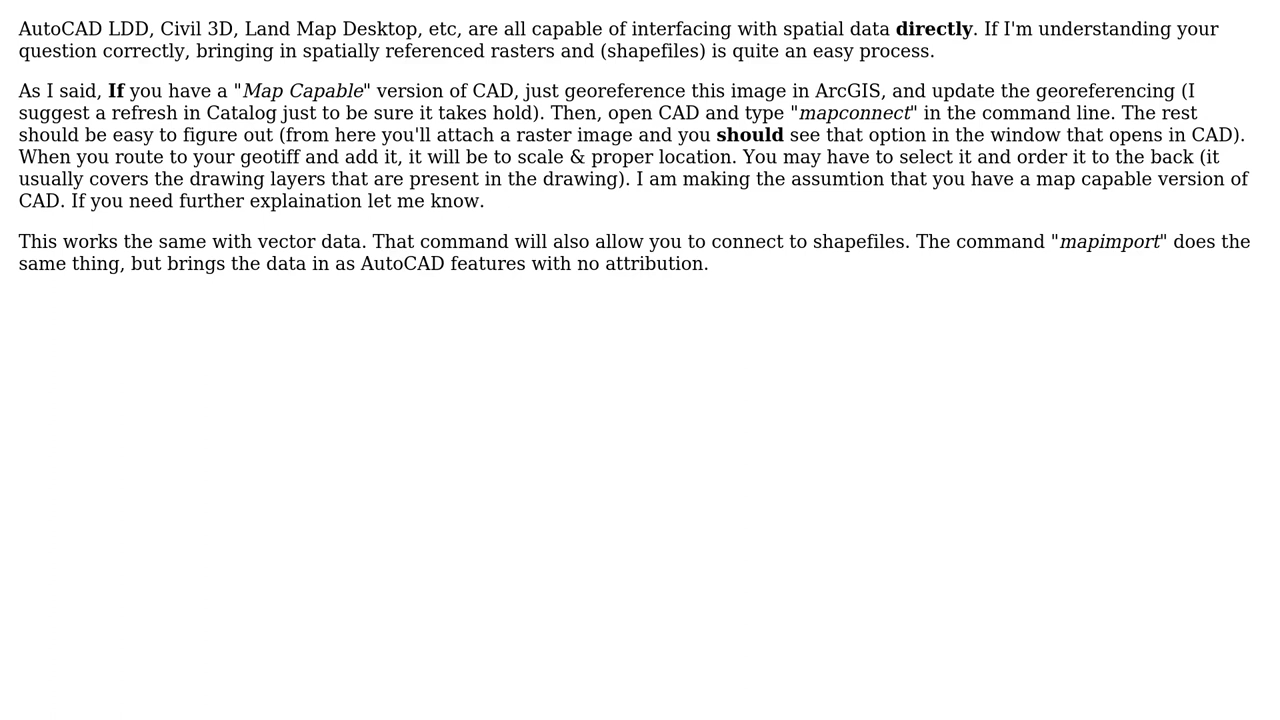 AutoCAD LDD, Civil 3D, Land Map Desktop, etc, are all capable of interfacing with spatial data directly. If I'm understanding your
question correctly, bringing in spatially referenced rasters and (shapefiles) is quite an easy process.
As I said, If you have a "Map Capable" version of CAD, just georeference this image in ArcGIS, and update the georeferencing (I
suggest a refresh in Catalog just to be sure it takes hold). Then, open CAD and type "mapconnect" in the command line. The rest
should be easy to figure out (from here you'll attach a raster image and you should see that option in the window that opens in CAD).
When you route to your geotiff and add it, it will be to scale & proper location. You may have to select it and order it to the back (it
usually covers the drawing layers that are present in the drawing). I am making the assumtion that you have a map capable version of
CAD. If you need further explaination let me know.
This works the same with vector data. That command will also allow you to connect to shapefiles. The command "mapimport" does the
same thing, but brings the data in as AutoCAD features with no attribution.